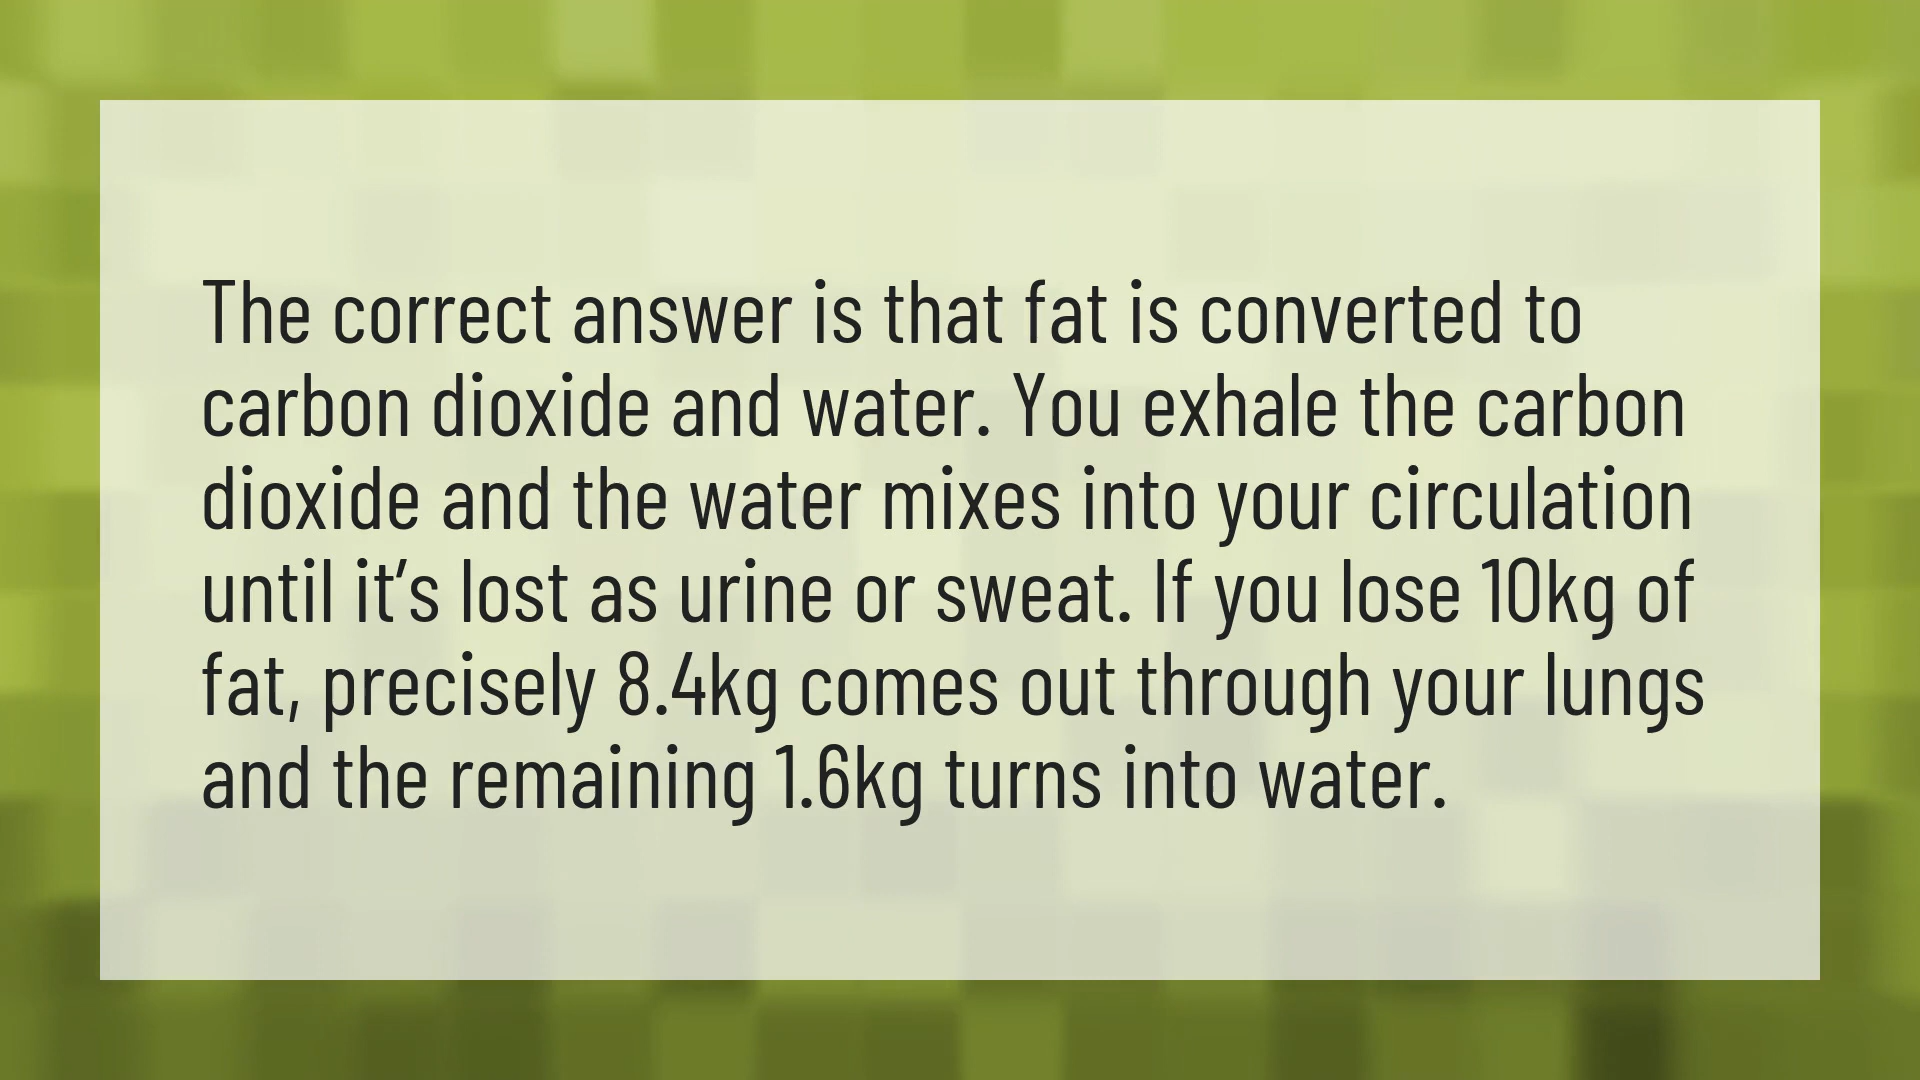 The correct answer is that fat is converted to
carbon dioxide and water. You exhale the carbon
dioxide and the water mixes into your circulation
until it’s lost as urine or sweat. If you lose 10kg of
fat, precisely 8.4kg comes out through your lungs
and the remaining 1.6kg turns into water.